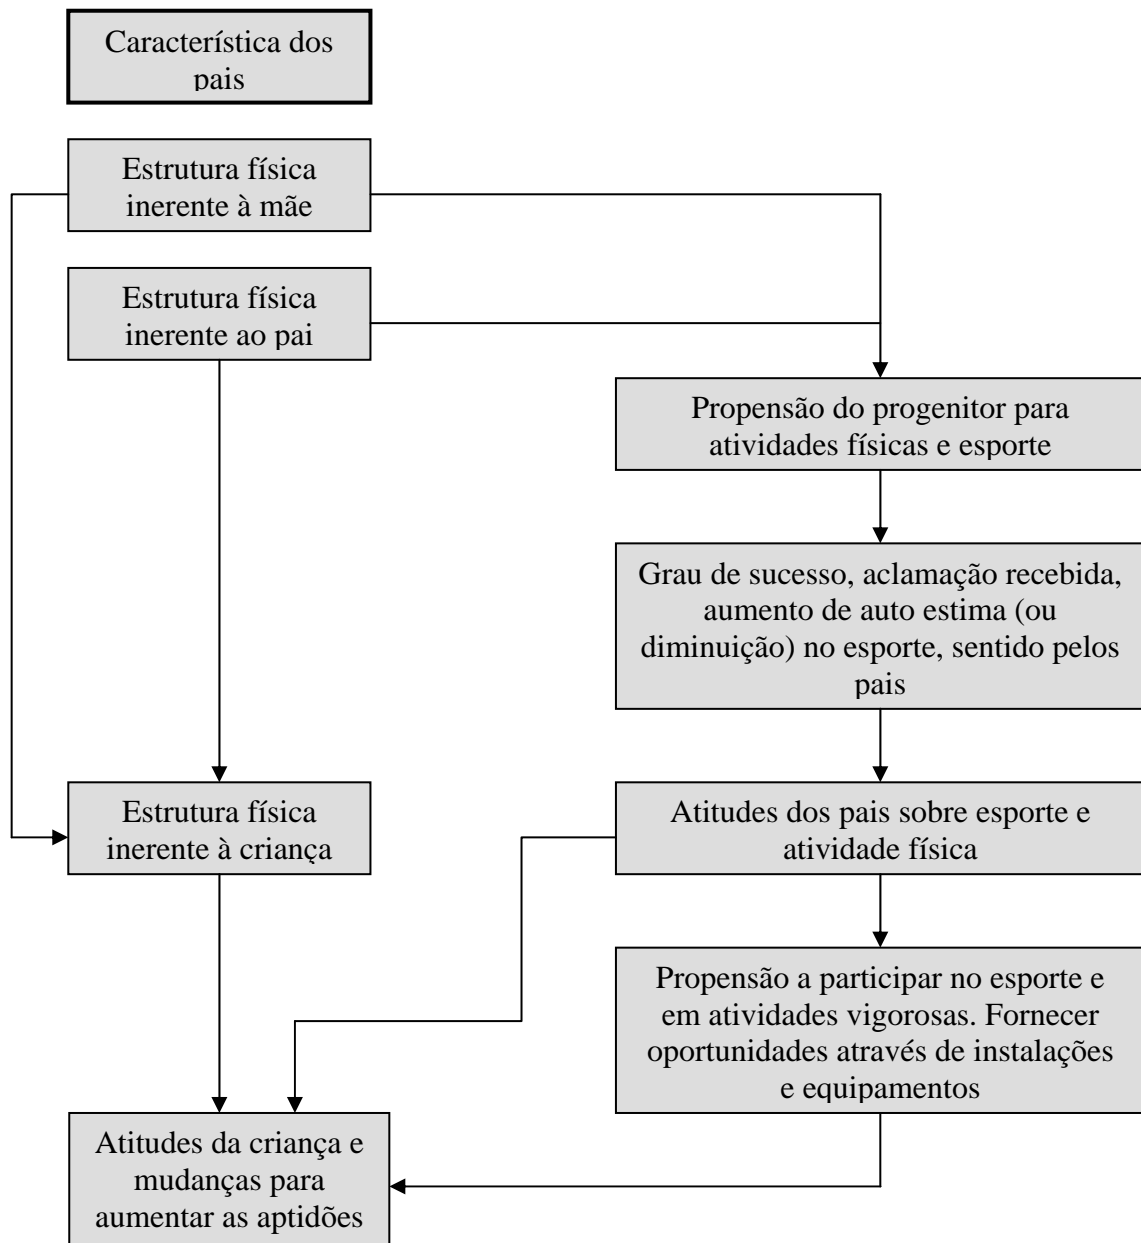 Característica dos
pais
Estrutura física
inerente à mãe
Estrutura física
inerente ao pai
Propensão do progenitor para
atividades físicas e esporte
Grau de sucesso, aclamação recebida,
aumento de auto estima (ou
diminuição) no esporte, sentido pelos
pais
Estrutura física
inerente à criança
Atitudes dos pais sobre esporte e
atividade física
Propensão a participar no esporte e
em atividades vigorosas. Fornecer
oportunidades através de instalações
e equipamentos
Atitudes da criança e
mudanças para
aumentar as aptidões